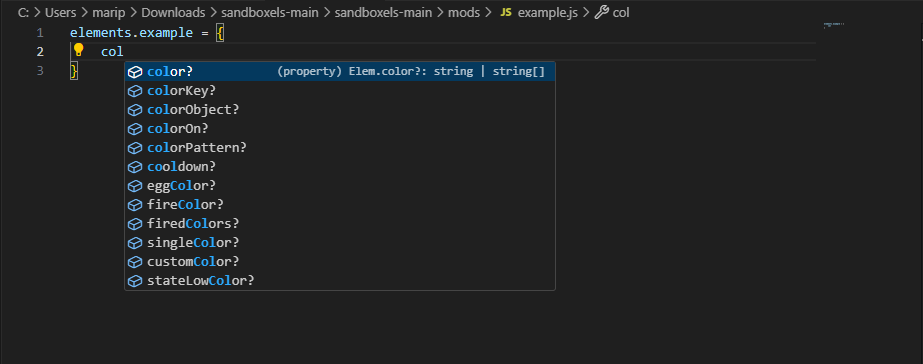 C: > Users > marip > Downloads > sandboxels-main > sandboxels-main > mods > JS example.js > col
1 elements.example = {
2 col
3 }
color? (property) Elem.color?: string | string[]
colorKey?
colorObject?
colorOn?
colorPattern?
cooldown?
eggColor?
fireColor?
firedColors?
singleColor?
customColor?
stateLowColor?